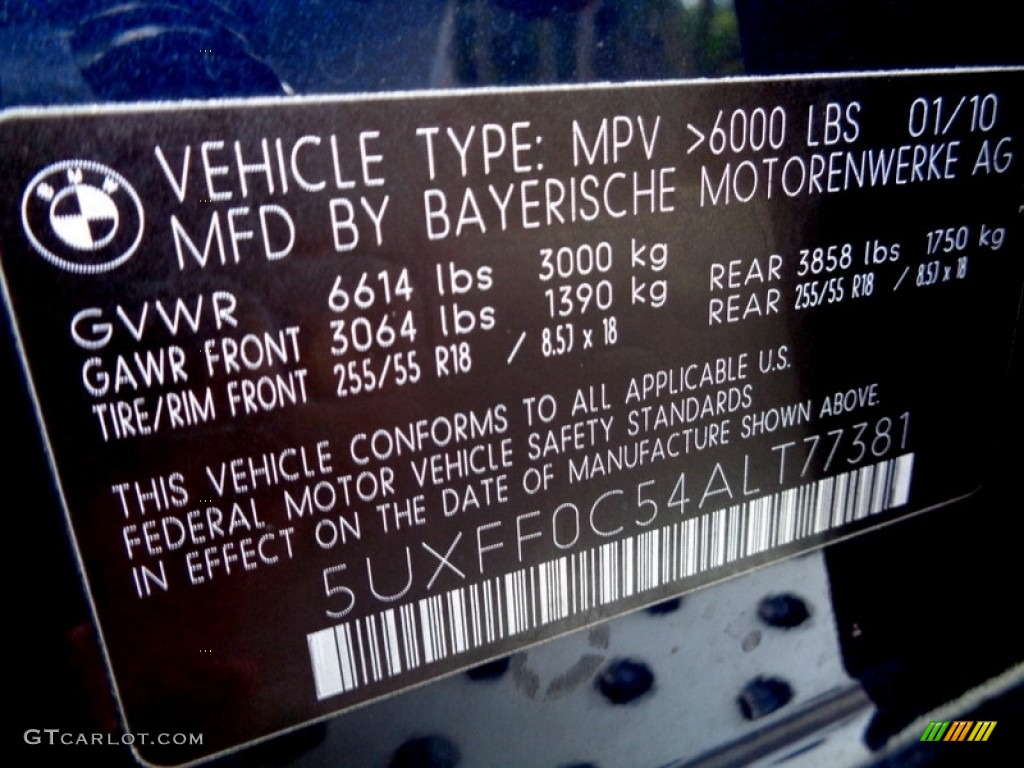 BMW
VEHICLE TYPE: MPV >6000 LBS 01/10
MFD BY BAYERISCHE MOTORENWERKE AG
GVWR 6614 lbs 3000 kg
GAWR FRONT 3064 lbs 1390 kg REAR 3858 lbs 1750 kg
TIRE/RIM FRONT 255/55 R18 / 8.5J x 18 REAR 255/55 R18 / 8.5J x 18
THIS VEHICLE CONFORMS TO ALL APPLICABLE U.S.
FEDERAL MOTOR VEHICLE SAFETY STANDARDS
IN EFFECT ON THE DATE OF MANUFACTURE SHOWN ABOVE.
5UXFF0C54ALT77381
GTCARLOT.COM